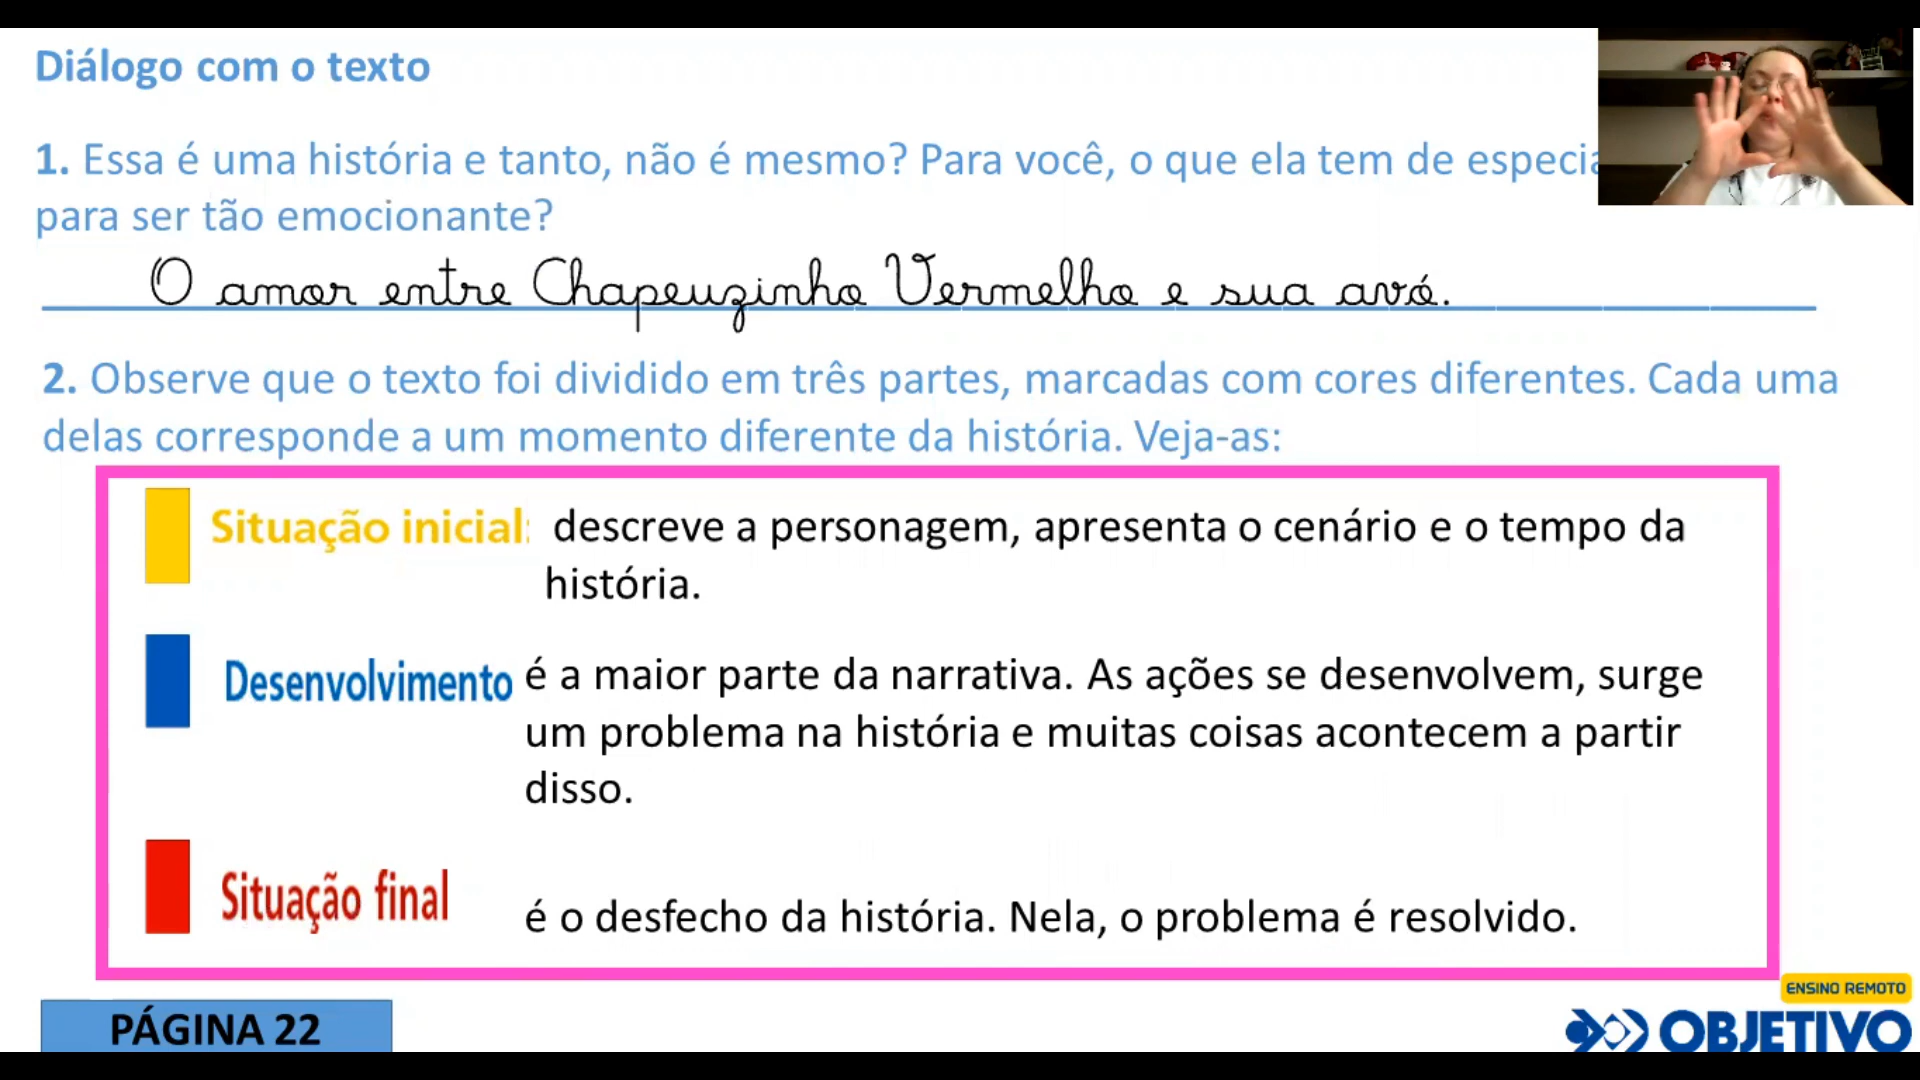 Diálogo com o texto
1. Essa é uma história e tanto, não é mesmo? Para você, o que ela tem de especia
para ser tão emocionante?
O amor entre Chapeuzinho Vermelho e sua avó.
2. Observe que o texto foi dividido em três partes, marcadas com cores diferentes. Cada uma
delas corresponde a um momento diferente da história. Veja-as:
Situação inicial: descreve a personagem, apresenta o cenário e o tempo da
história.
Desenvolvimento é a maior parte da narrativa. As ações se desenvolvem, surge
um problema na história e muitas coisas acontecem a partir
disso.
Situação final é o desfecho da história. Nela, o problema é resolvido.
PÁGINA 22
ENSINO REMOTO
OBJETIVO